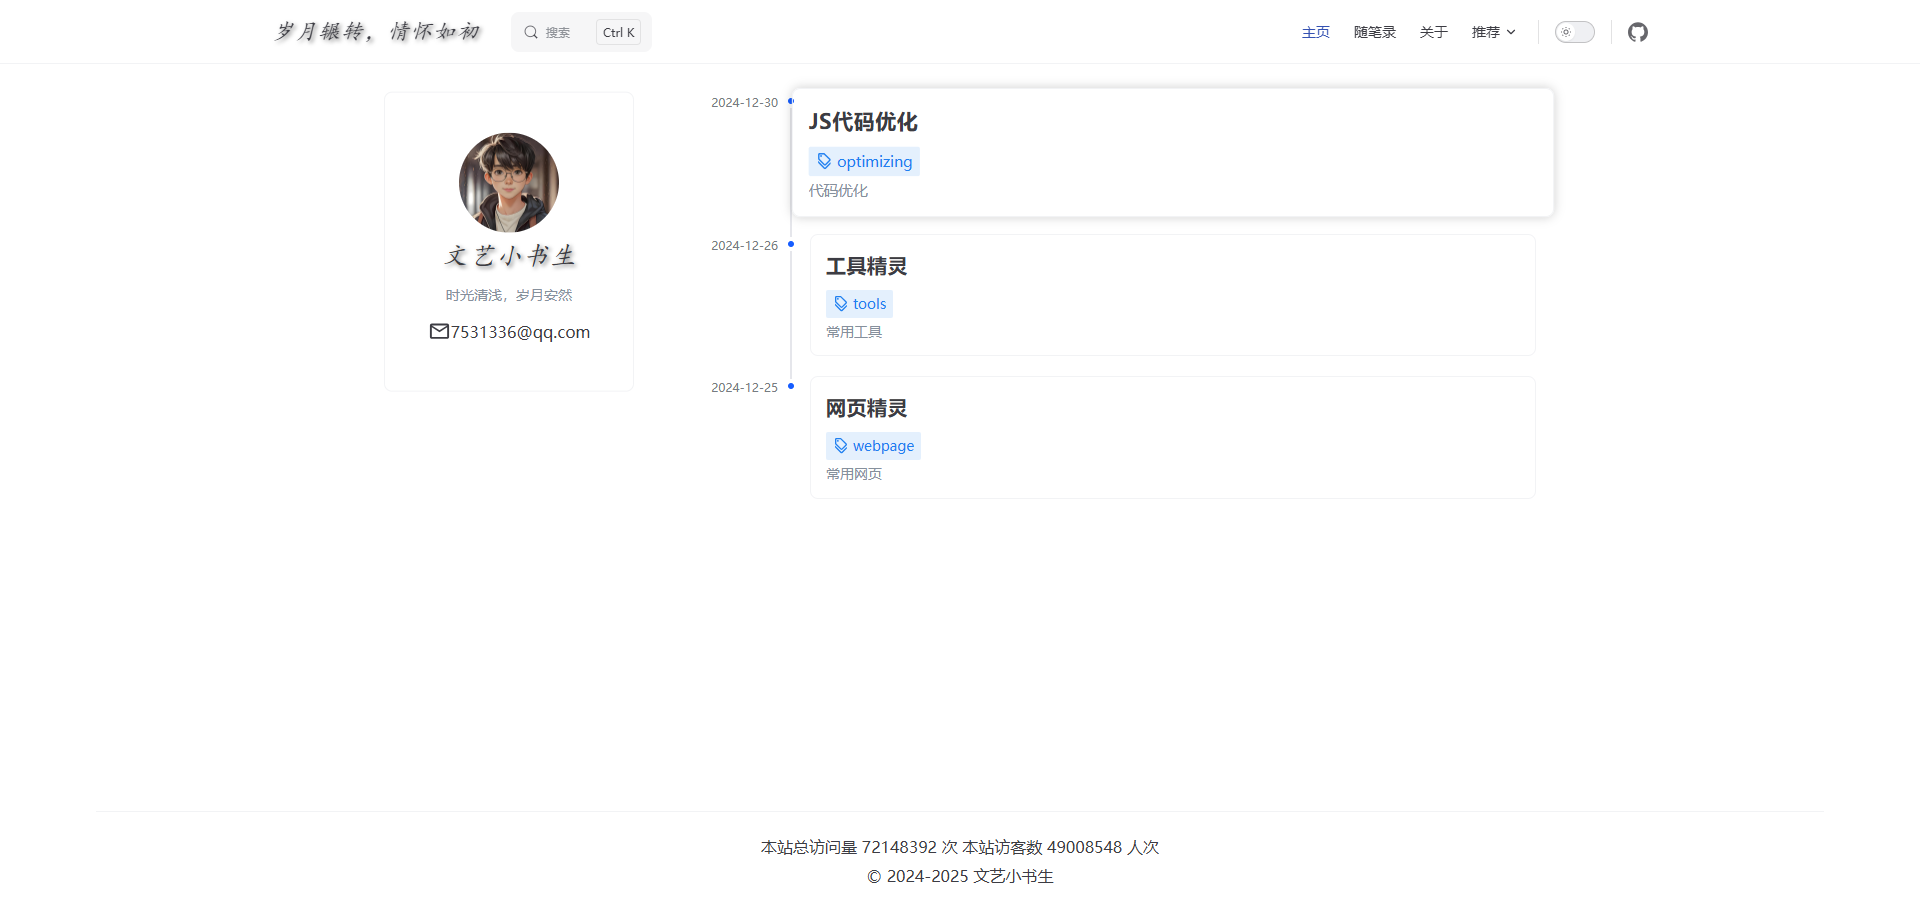 岁月辗转，情怀如初
搜索 Ctrl K
主页 随笔录 关于 推荐
文艺小书生
时光清浅，岁月安然
7531336@qq.com
2024-12-30
JS代码优化
optimizing
代码优化
2024-12-26
工具精灵
tools
常用工具
2024-12-25
网页精灵
webpage
常用网页
本站总访问量 72148392 次 本站访客数 49008548 人次
© 2024-2025 文艺小书生